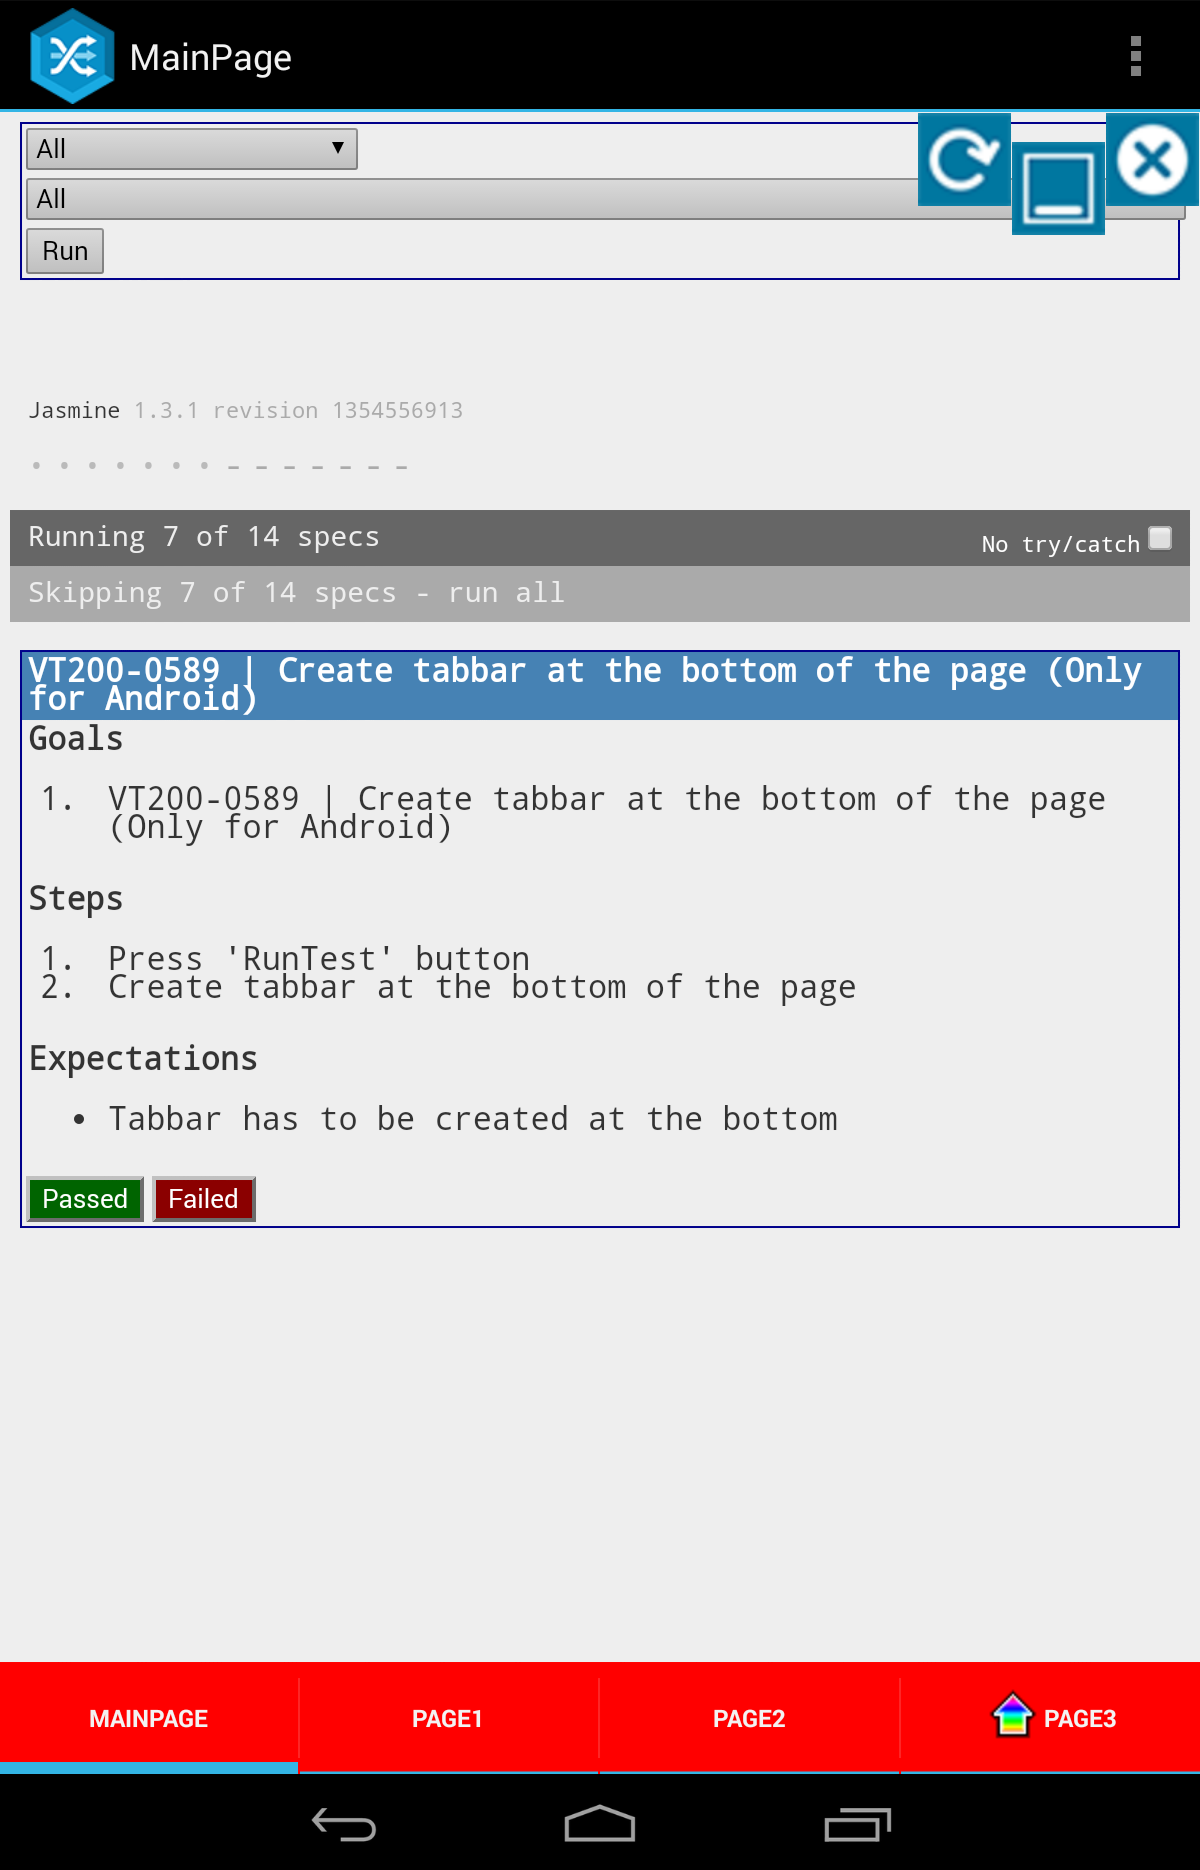 MainPage
All
All
Run
Jasmine 1.3.1 revision 1354556913
Running 7 of 14 specs
No try/catch
Skipping 7 of 14 specs - run all
VT200-0589 | Create tabbar at the bottom of the page (Only
for Android)
Goals
1. VT200-0589 | Create tabbar at the bottom of the page
(Only for Android)
Steps
1. Press 'RunTest' button
2. Create tabbar at the bottom of the page
Expectations
• Tabbar has to be created at the bottom
Passed Failed
MAINPAGE PAGE1 PAGE2 PAGE3